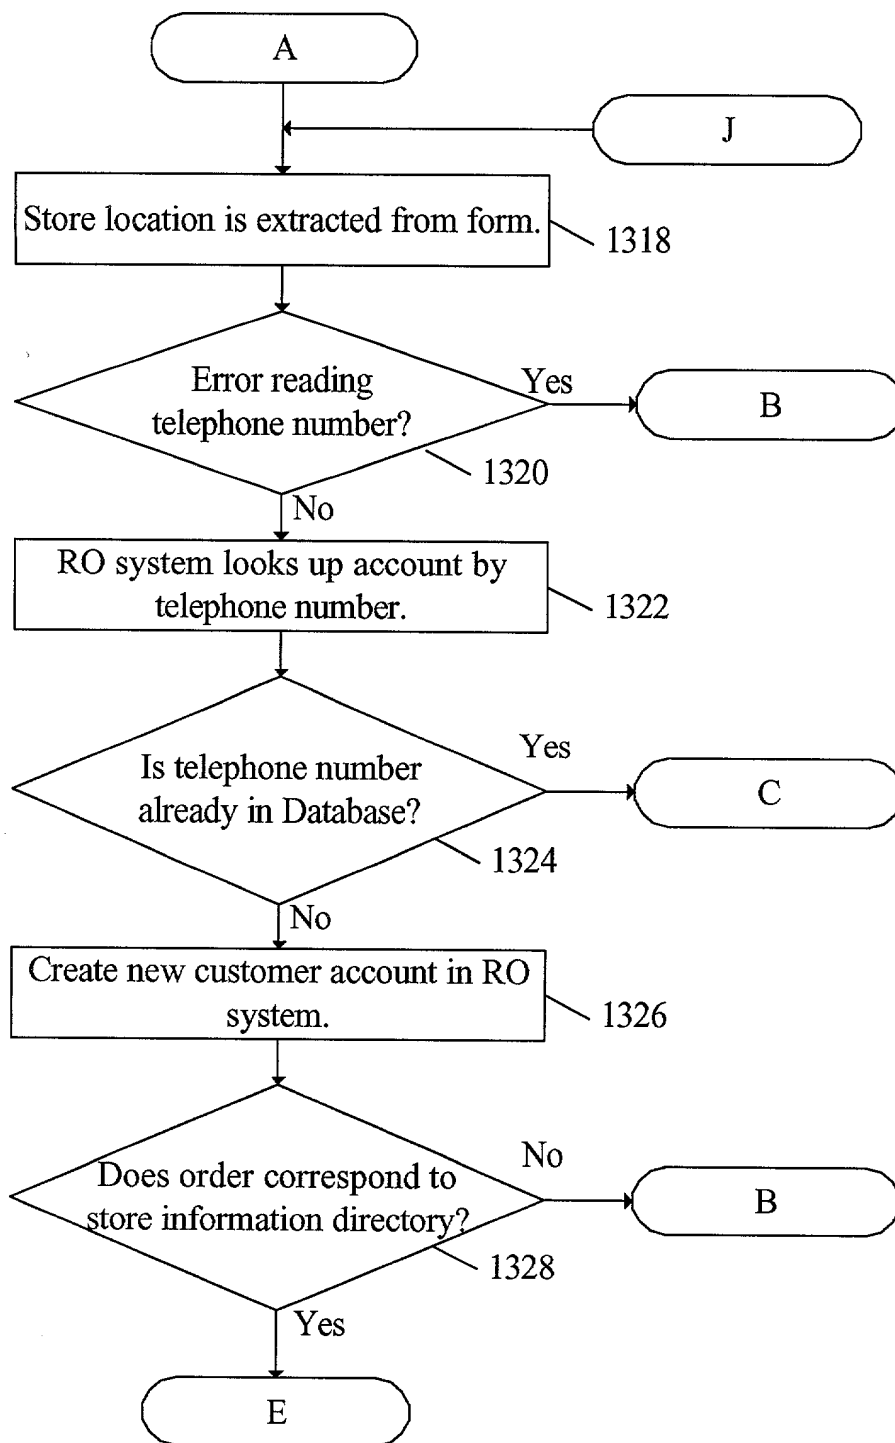 A
J
Store location is extracted from form.
1318
Error reading
telephone number?
Yes
B
1320
No
RO system looks up account by
telephone number.
1322
Is telephone number
already in Database?
Yes
C
1324
No
Create new customer account in RO
system.
1326
Does order correspond to
store information directory?
No
B
1328
Yes
E